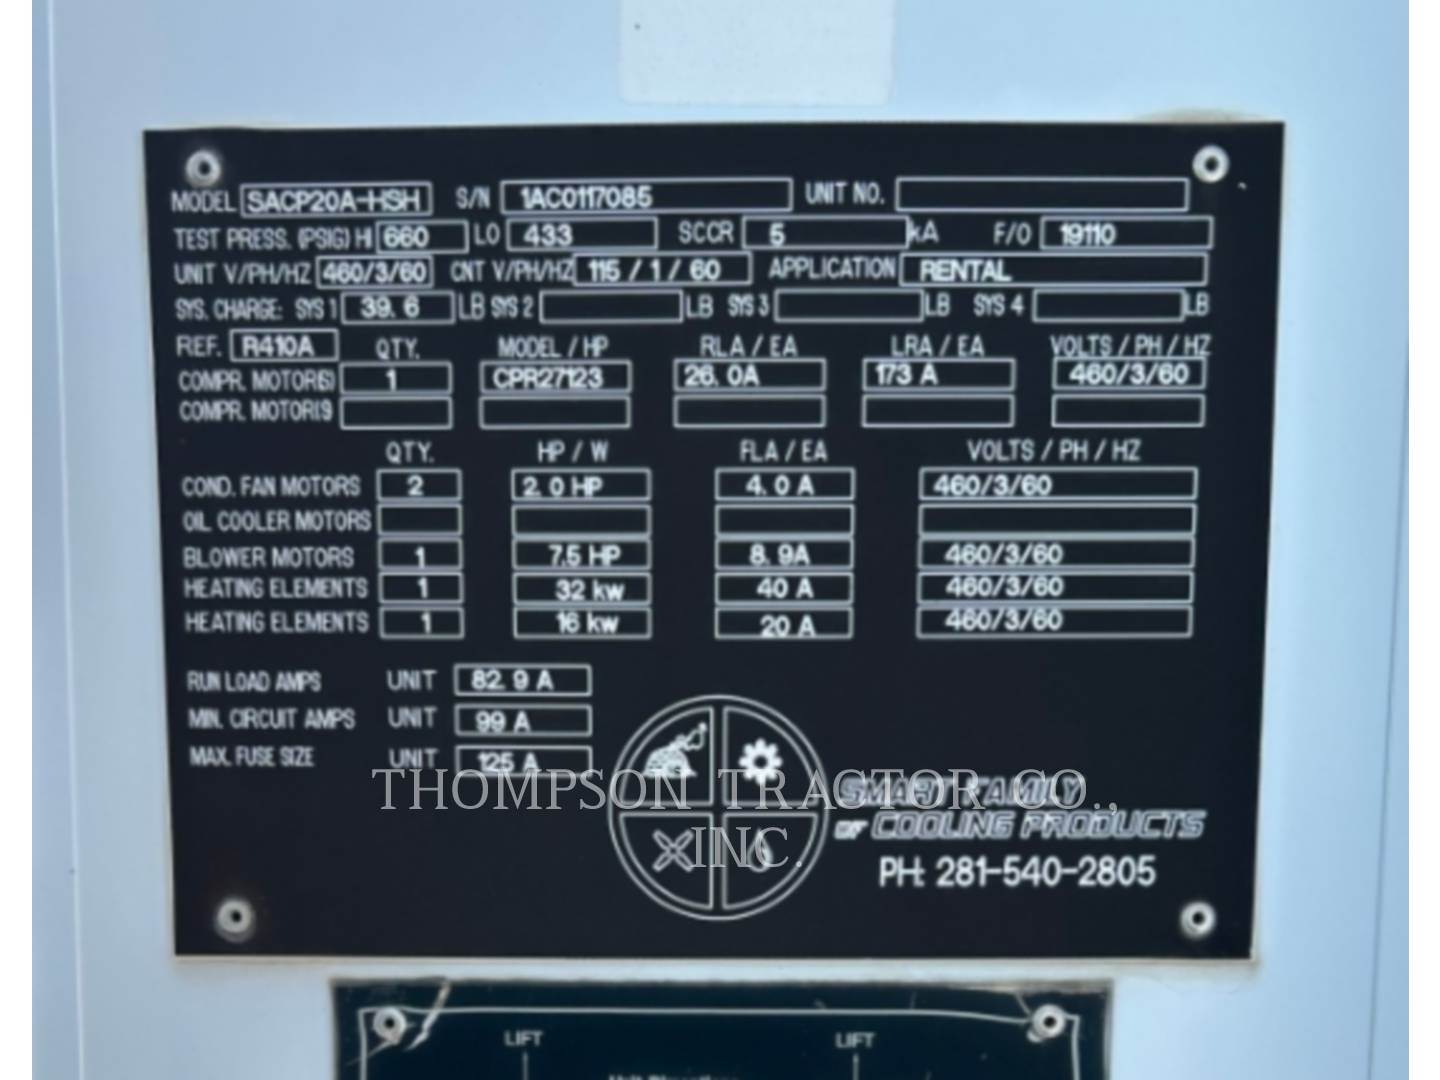 MODEL SACP20A-HSH S/N 1AC0117085 UNIT NO.
TEST PRESS. (PSIG) HI 660 LO 433 SCCR 5 kA F/O 19110
UNIT V/PH/HZ 460/3/60 CNT V/PH/HZ 115 / 1 / 60 APPLICATION RENTAL
SYS. CHARGE: SYS 1 39.6 LB SYS 2 LB SYS 3 LB SYS 4 LB
REF. R410A QTY. MODEL / HP RLA / EA LRA / EA VOLTS / PH / HZ
COMPR. MOTOR(S) 1 CPR27123 26.0A 173 A 460/3/60
COMPR. MOTOR(S)
QTY. HP / W FLA / EA VOLTS / PH / HZ
COND. FAN MOTORS 2 2.0 HP 4.0 A 460/3/60
OIL COOLER MOTORS
BLOWER MOTORS 1 7.5 HP 8.9A 460/3/60
HEATING ELEMENTS 1 32 kw 40 A 460/3/60
HEATING ELEMENTS 1 16 kw 20 A 460/3/60
RUN LOAD AMPS UNIT 82.9 A
MIN. CIRCUIT AMPS UNIT 99 A
MAX. FUSE SIZE UNIT 125 A
THOMPSON TRACTOR CO.,
INC.
SMART FAMILY
OF COOLING PRODUCTS
PH: 281-540-2805
LIFT LIFT
Unit Dimensions